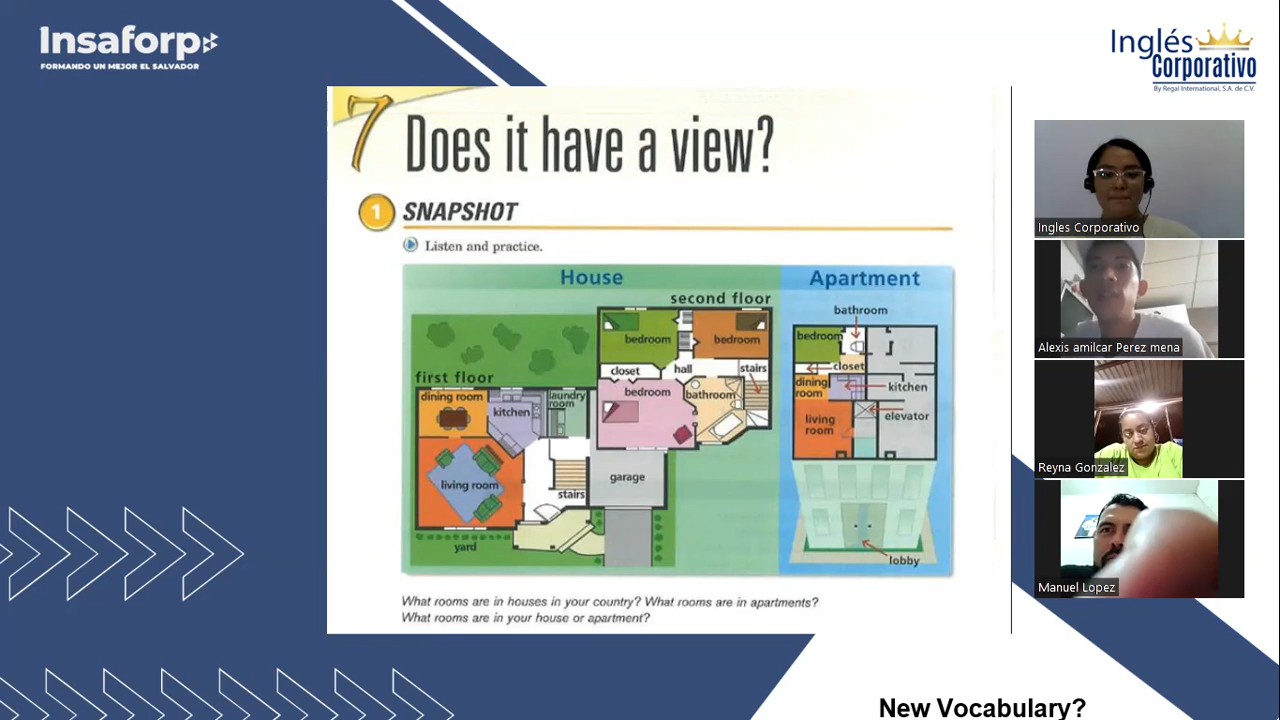 Insaforp
FORMANDO UN MEJOR EL SALVADOR
Inglés
Corporativo
By Regal International, S.A. de C.V.
7 Does it have a view?
1 SNAPSHOT
Listen and practice.
House
second floor
bedroom
bedroom
closet
hall
stairs
bedroom
bathroom
first floor
dining room
kitchen
laundry
room
living room
stairs
garage
yard
Apartment
bathroom
bedroom
closet
dining
room
kitchen
living
room
elevator
lobby
What rooms are in houses in your country? What rooms are in apartments?
What rooms are in your house or apartment?
Ingles Corporativo
Alexis amilcar Perez mena
Reyna Gonzalez
Manuel Lopez
New Vocabulary?